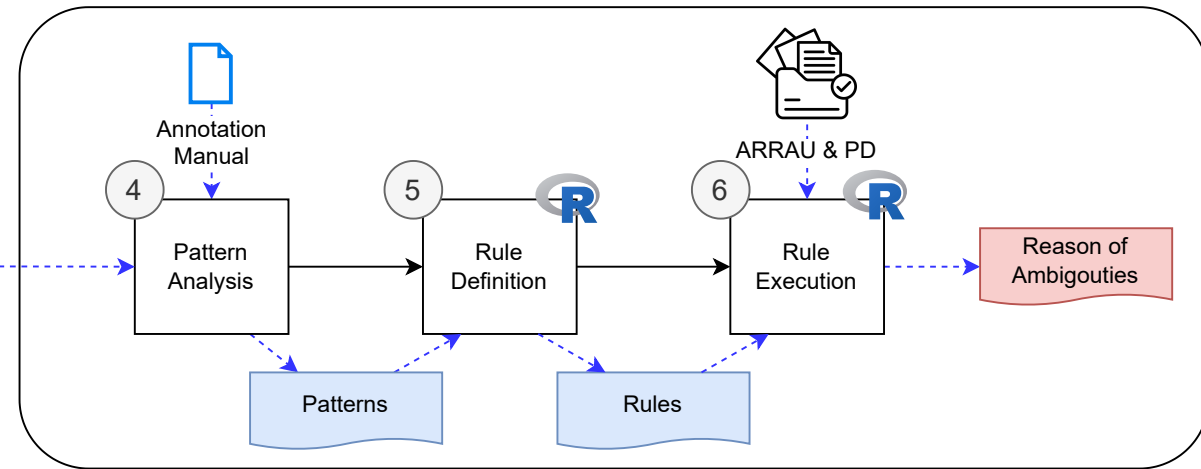 Annotation
Manual
ARRAU & PD
4
5
R
6
R
Pattern
Analysis
Rule
Definition
Rule
Execution
Reason of
Ambigouties
Patterns
Rules